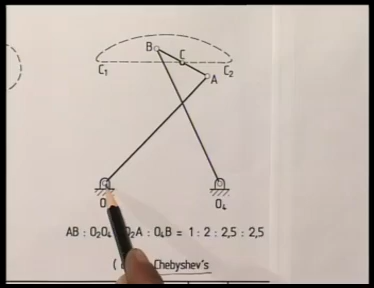 B
C
C₁
C₂
A
O₄
AB : O₂O₄ O₂A : O₄B = 1 : 2 : 2,5 : 2,5
Chebyshev's